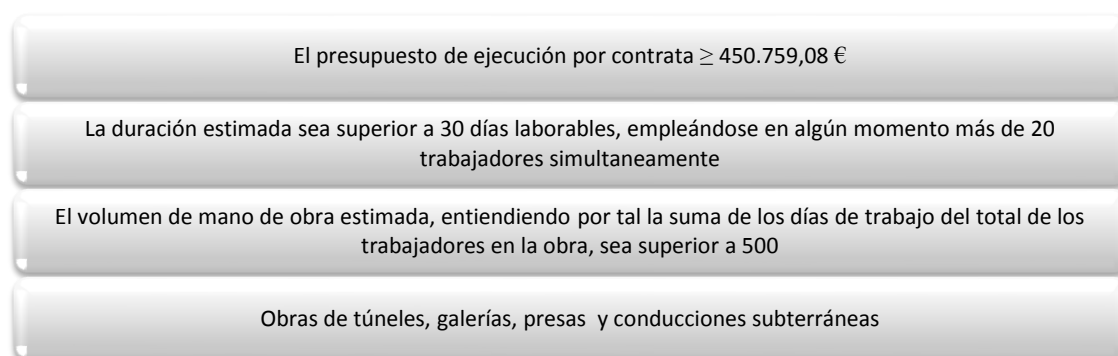 El presupuesto de ejecución por contrata ≥ 450.759,08 €
La duración estimada sea superior a 30 días laborables, empleándose en algún momento más de 20
trabajadores simultaneamente
El volumen de mano de obra estimada, entiendiendo por tal la suma de los días de trabajo del total de los
trabajadores en la obra, sea superior a 500
Obras de túneles, galerías, presas y conducciones subterráneas